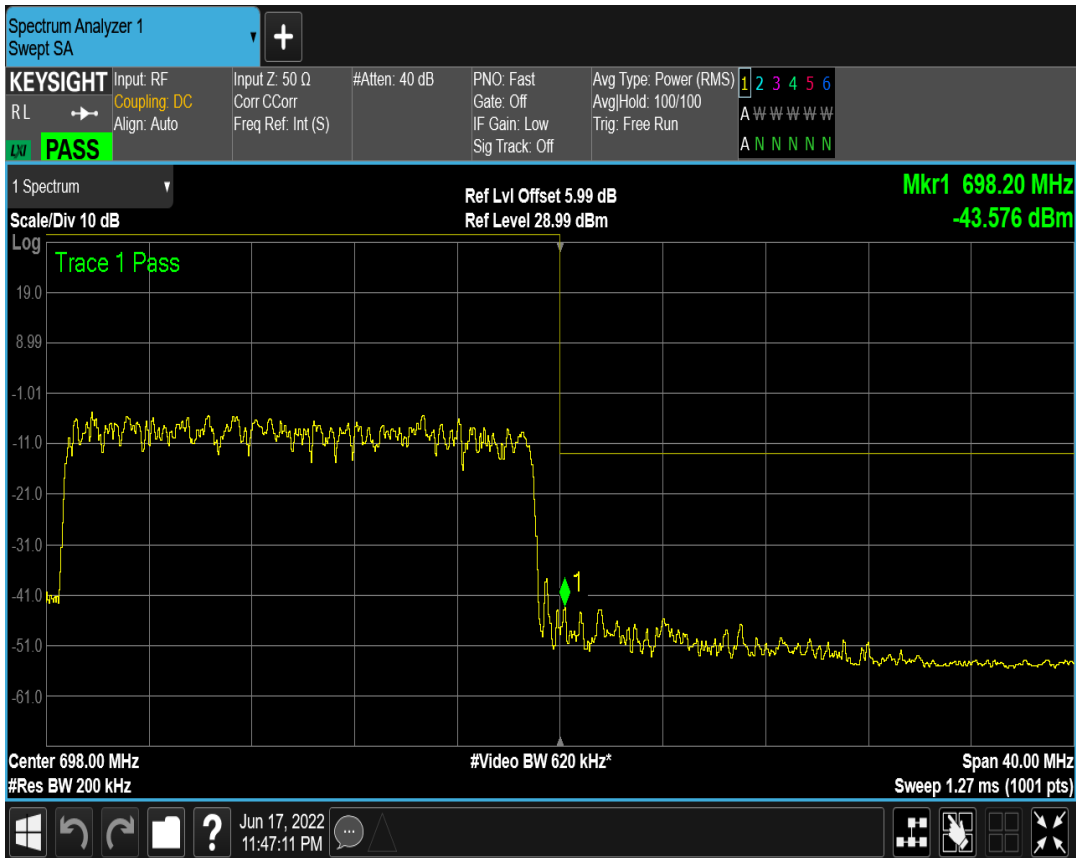 Spectrum Analyzer 1
Swept SA
KEYSIGHT
RL
LXI
PASS
Input: RF
Coupling: DC
Align: Auto
Input Z: 50 Ω
Corr CCorr
Freq Ref: Int (S)
#Atten: 40 dB
PNO: Fast
Gate: Off
IF Gain: Low
Sig Track: Off
Avg Type: Power (RMS)
Avg|Hold: 100/100
Trig: Free Run
1 2 3 4 5 6
A W W W W W
A N N N N N
1 Spectrum
Scale/Div 10 dB
Ref Lvl Offset 5.99 dB
Ref Level 28.99 dBm
Mkr1 698.20 MHz
-43.576 dBm
Log
Trace 1 Pass
19.0
8.99
-1.01
-11.0
-21.0
-31.0
-41.0
1
-51.0
-61.0
Center 698.00 MHz
#Video BW 620 kHz*
Span 40.00 MHz
#Res BW 200 kHz
Sweep 1.27 ms (1001 pts)
?
Jun 17, 2022
11:47:11 PM